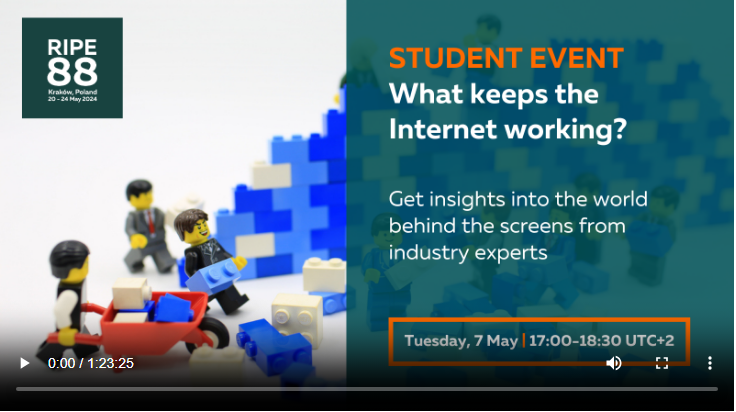 RIPE
88
Kraków, Poland
20 - 24 May 2024
STUDENT EVENT
What keeps the
Internet working?
Get insights into the world
behind the screens from
industry experts
Tuesday, 7 May | 17:00-18:30 UTC+2
0:00 / 1:23:25